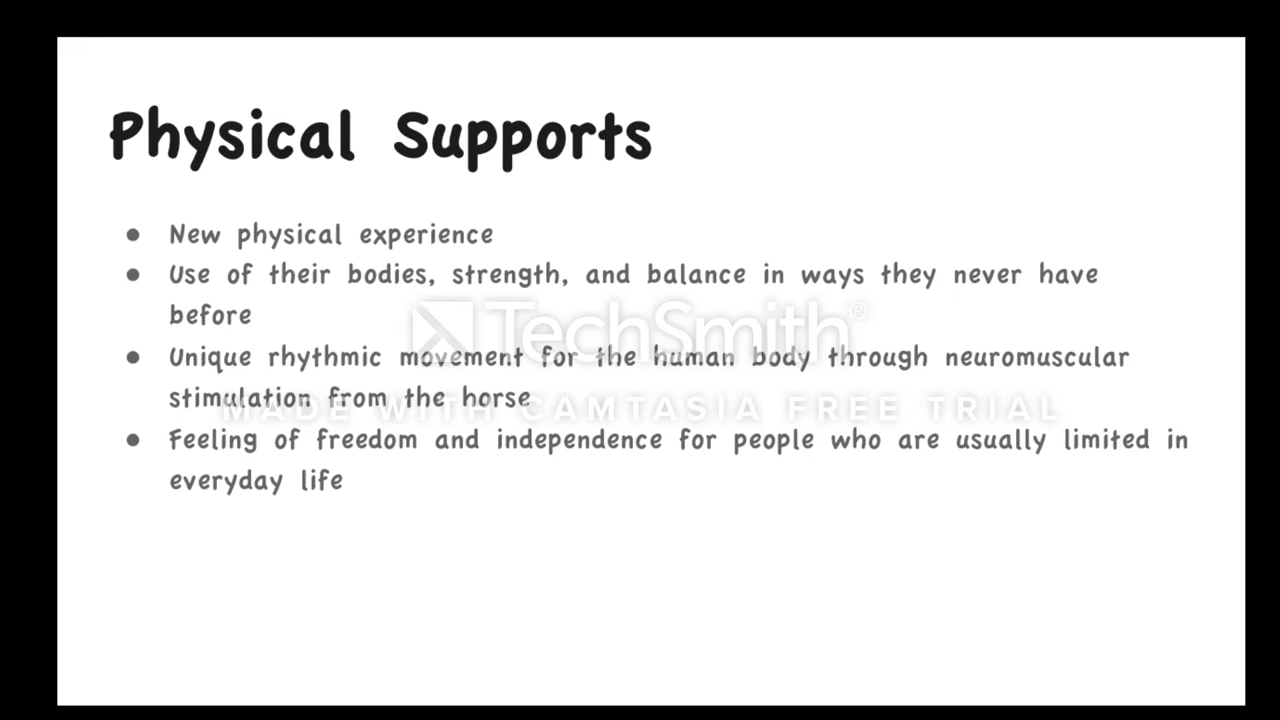 Physical Supports
● New physical experience
● Use of their bodies, strength, and balance in ways they never have
before
TechSmith®
● Unique rhythmic movement for the human body through neuromuscular
stimulation from the horse
MADE WITH CAMTASIA FREE TRIAL
● Feeling of freedom and independence for people who are usually limited in
everyday life